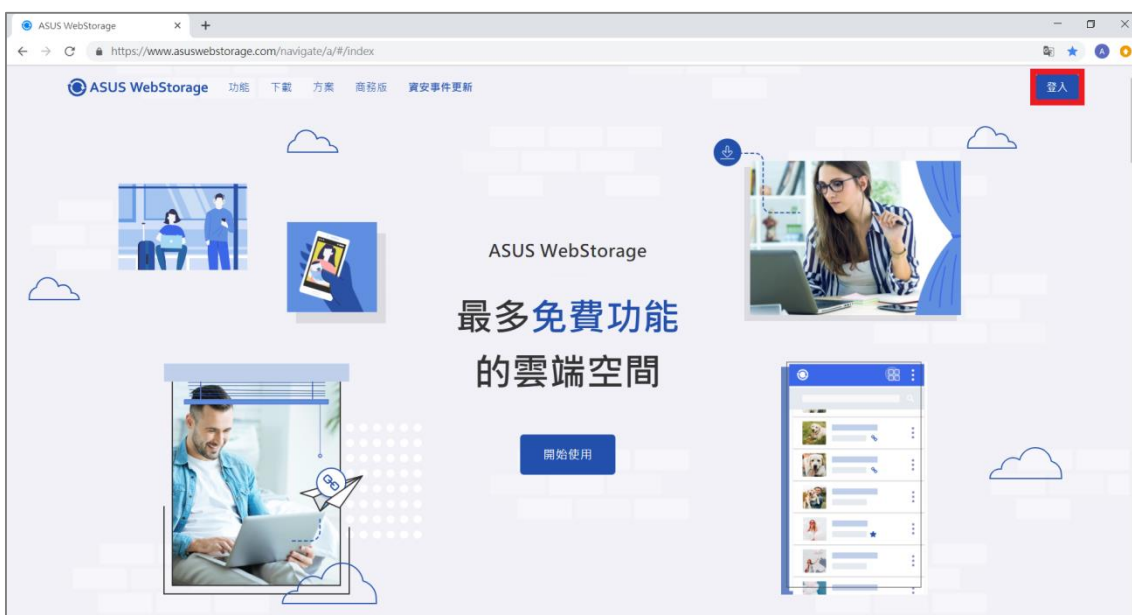 ASUS WebStorage
https://www.asuswebstorage.com/navigate/a/#/index
A
ASUS WebStorage 功能 下載 方案 商務版 資安事件更新 登入
ASUS WebStorage
最多免費功能
的雲端空間
開始使用